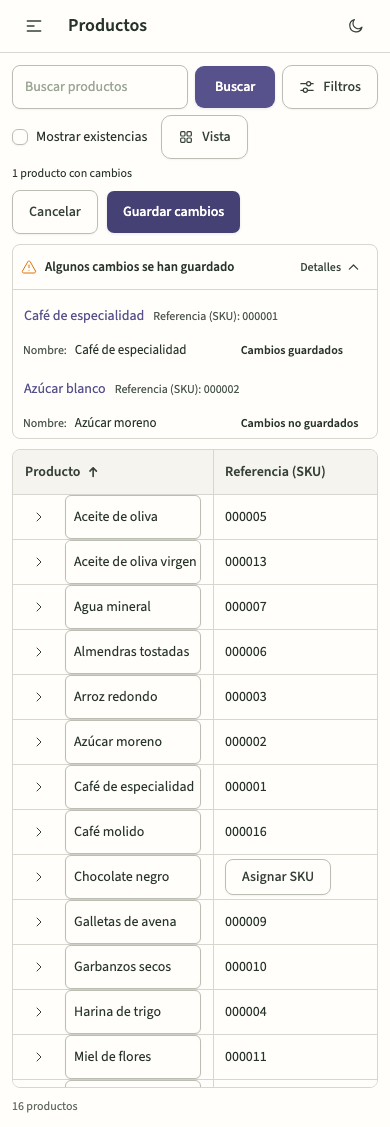 Productos
Buscar productos
Buscar
Filtros
Mostrar existencias
Vista
1 producto con cambios
Cancelar
Guardar cambios
Algunos cambios se han guardado
Detalles
Café de especialidad Referencia (SKU): 000001
Nombre: Café de especialidad Cambios guardados
Azúcar blanco Referencia (SKU): 000002
Nombre: Azúcar moreno Cambios no guardados
Producto Referencia (SKU)
Aceite de oliva 000005
Aceite de oliva virgen 000013
Agua mineral 000007
Almendras tostadas 000006
Arroz redondo 000003
Azúcar moreno 000002
Café de especialidad 000001
Café molido 000016
Chocolate negro Asignar SKU
Galletas de avena 000009
Garbanzos secos 000010
Harina de trigo 000004
Miel de flores 000011
16 productos